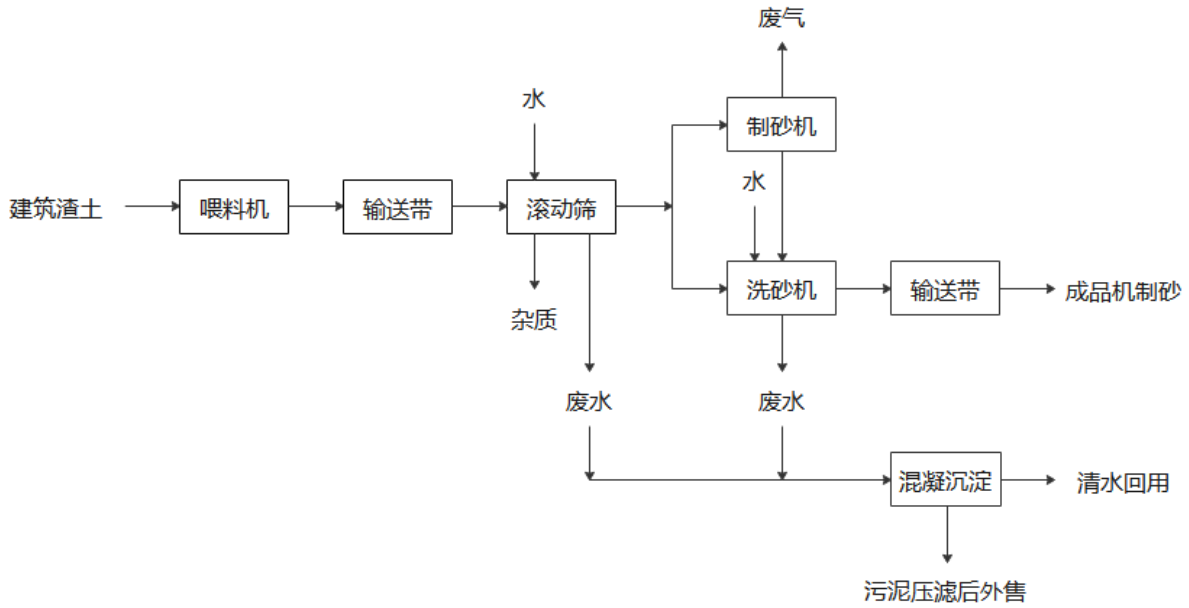 废气
水
制砂机
水
建筑渣土
喂料机
输送带
滚动筛
洗砂机
输送带
成品机制砂
杂质
废水
废水
混凝沉淀
清水回用
污泥压滤后外售